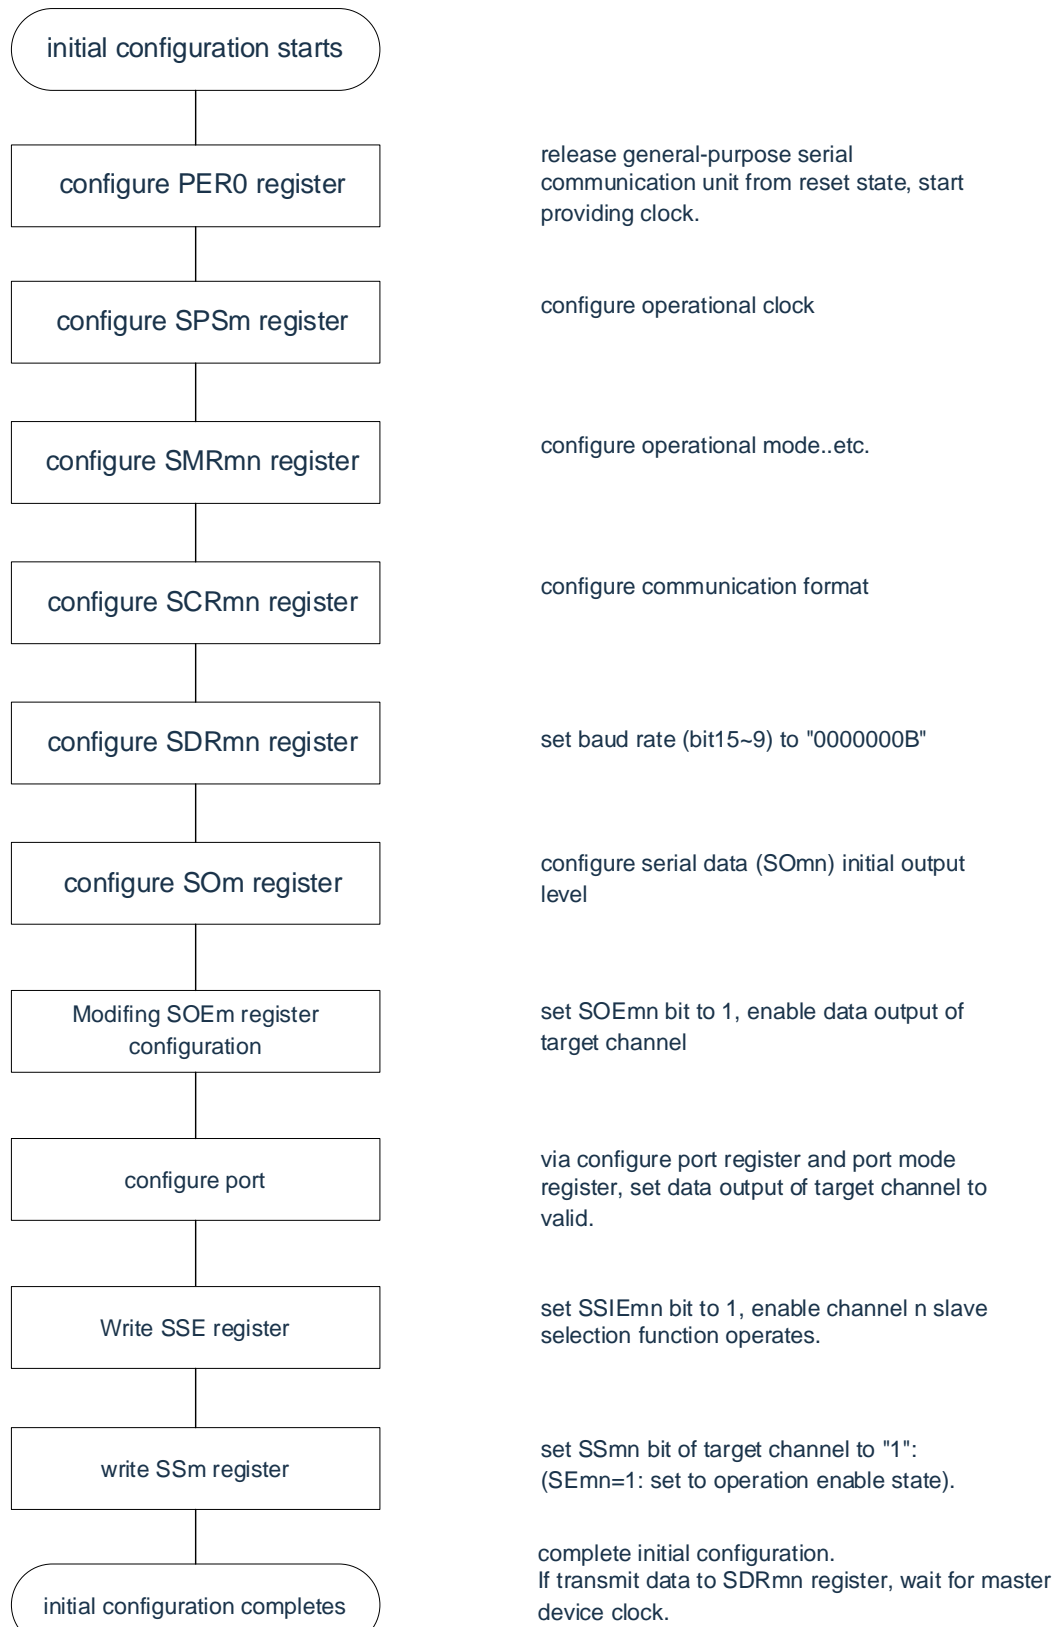 initial configuration starts
configure PER0 register
release general-purpose serial
communication unit from reset state, start
providing clock.
configure SPSm register
configure operational clock
configure SMRmn register
configure operational mode..etc.
configure SCRmn register
configure communication format
configure SDRmn register
set baud rate (bit15~9) to "0000000B"
configure SOm register
configure serial data (SOmn) initial output
level
Modifing SOEm register
configuration
set SOEmn bit to 1, enable data output of
target channel
configure port
via configure port register and port mode
register, set data output of target channel to
valid.
Write SSE register
set SSIEmn bit to 1, enable channel n slave
selection function operates.
write SSm register
set SSmn bit of target channel to "1":
(SEmn=1: set to operation enable state).
initial configuration completes
complete initial configuration.
If transmit data to SDRmn register, wait for master
device clock.